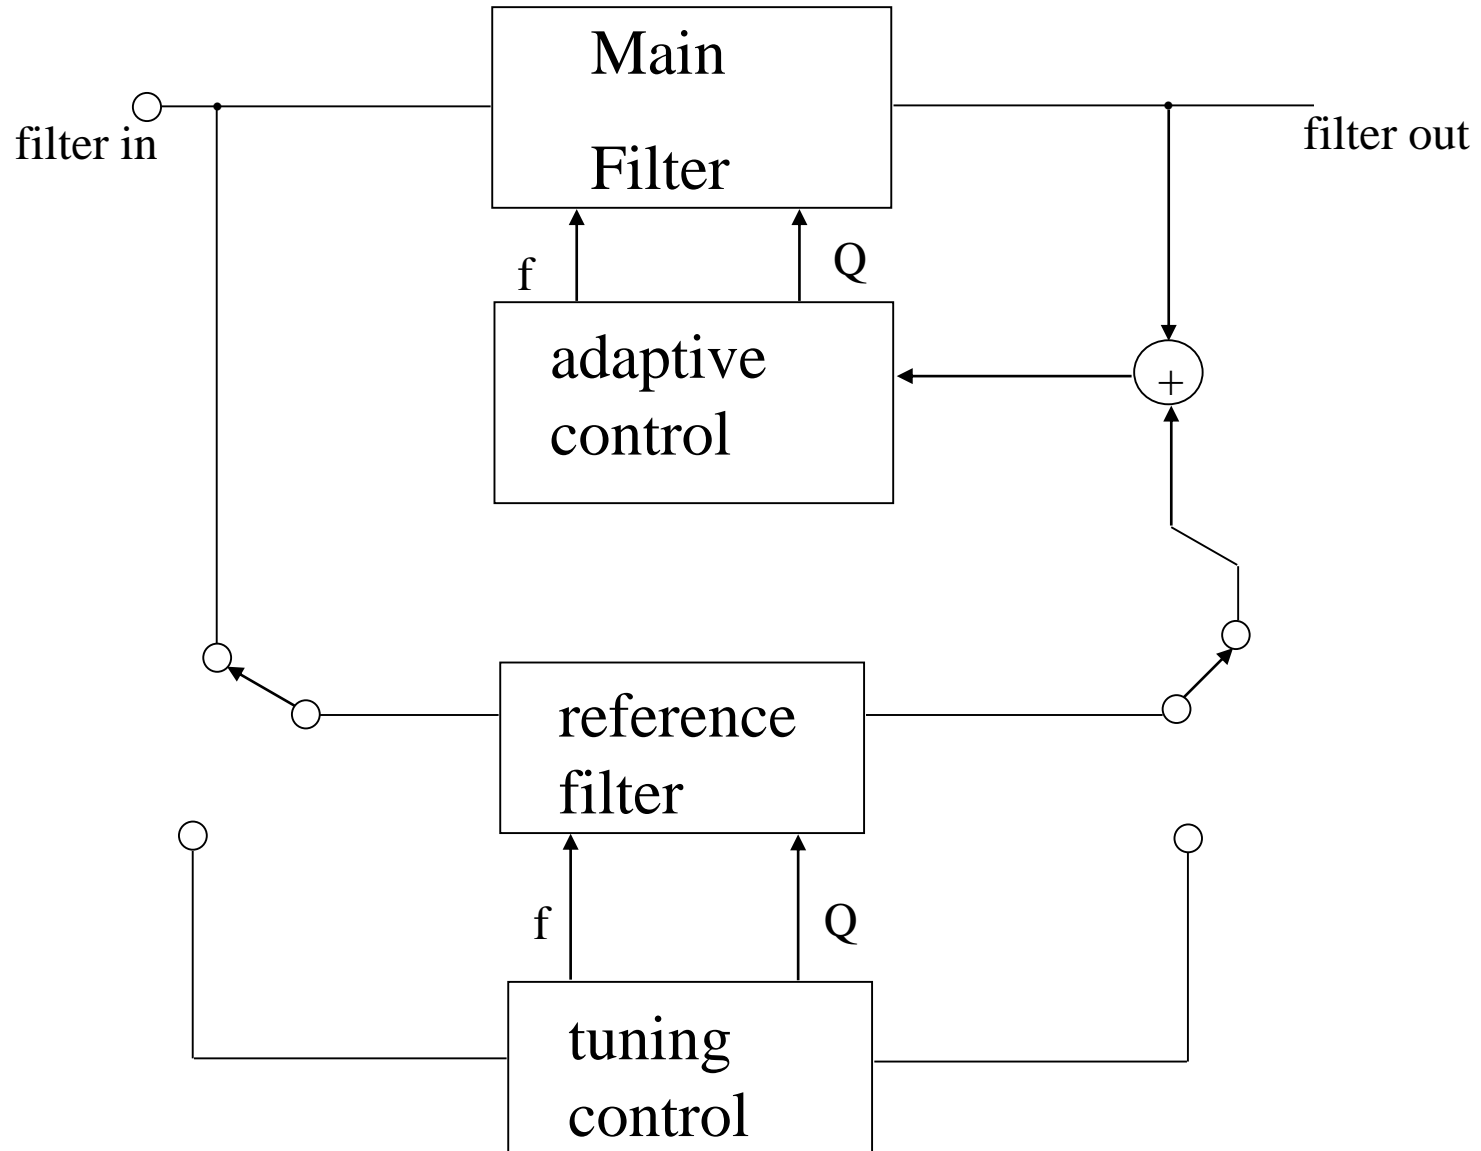 Main
Filter
filter in
filter out
f
Q
adaptive
control
+
reference
filter
f
Q
tuning
control